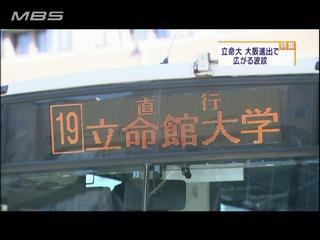 MBS
特集
立命大 大阪進出で
広がる波紋
直行
19 立命館大学